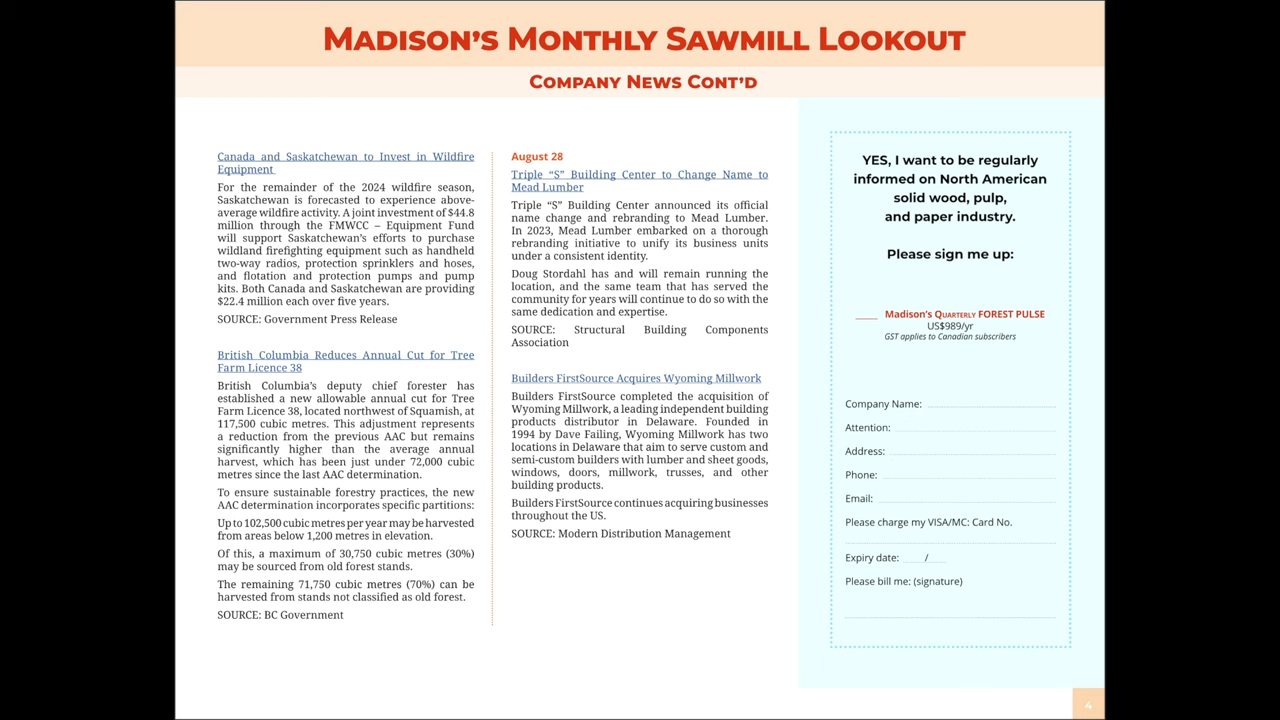 MADISON'S MONTHLY SAWMILL LOOKOUT
COMPANY NEWS CONT'D
Canada and Saskatchewan to Invest in Wildfire
Equipment
For the remainder of the 2024 wildfire season,
Saskatchewan is forecasted to experience above-
average wildfire activity. A joint investment of $44.8
million through the FMWCC – Equipment Fund
will support Saskatchewan's efforts to purchase
wildland firefighting equipment such as handheld
two-way radios, protection sprinklers and hoses,
and flotation and protection pumps and pump
kits. Both Canada and Saskatchewan are providing
$22.4 million each over five years.
SOURCE: Government Press Release
British Columbia Reduces Annual Cut for Tree
Farm Licence 38
British Columbia's deputy chief forester has
established a new allowable annual cut for Tree
Farm Licence 38, located northwest of Squamish, at
117,500 cubic metres. This adjustment represents
a reduction from the previous AAC but remains
significantly higher than the average annual
harvest, which has been just under 72,000 cubic
metres since the last AAC determination.
To ensure sustainable forestry practices, the new
AAC determination incorporates specific partitions:
Up to 102,500 cubic metres per year may be harvested
from areas below 1,200 metres in elevation.
Of this, a maximum of 30,750 cubic metres (30%)
may be sourced from old forest stands.
The remaining 71,750 cubic metres (70%) can be
harvested from stands not classified as old forest.
SOURCE: BC Government
August 28
Triple “S” Building Center to Change Name to
Mead Lumber
Triple “S” Building Center announced its official
name change and rebranding to Mead Lumber.
In 2023, Mead Lumber embarked on a thorough
rebranding initiative to unify its business units
under a consistent identity.
Doug Stordahl has and will remain running the
location, and the same team that has served the
community for years will continue to do so with the
same dedication and expertise.
SOURCE: Structural Building Components
Association
Builders FirstSource Acquires Wyoming Millwork
Builders FirstSource completed the acquisition of
Wyoming Millwork, a leading independent building
products distributor in Delaware. Founded in
1994 by Dave Failing, Wyoming Millwork has two
locations in Delaware that aim to serve custom and
semi-custom builders with lumber and sheet goods,
windows, doors, millwork, trusses, and other
building products.
Builders FirstSource continues acquiring businesses
throughout the US.
SOURCE: Modern Distribution Management
YES, I want to be regularly
informed on North American
solid wood, pulp,
and paper industry.
Please sign me up:
Madison's QUARTERLY FOREST PULSE
US$989/yr
GST applies to Canadian subscribers
Company Name:
Attention:
Address:
Phone:
Email:
Please charge my VISA/MC: Card No.
Expiry date: /
Please bill me: (signature)
4